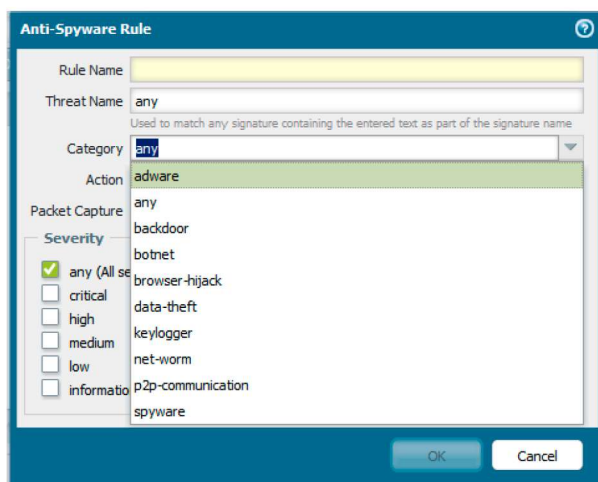 Anti-Spyware Rule
Rule Name
Threat Name any
Used to match any signature containing the entered text as part of the signature name
Category any
Action adware
any
Packet Capture
backdoor
Severity
botnet
any (All se
browser-hijack
critical
data-theft
high
keylogger
medium
net-worm
low
informatio p2p-communication
spyware
OK Cancel